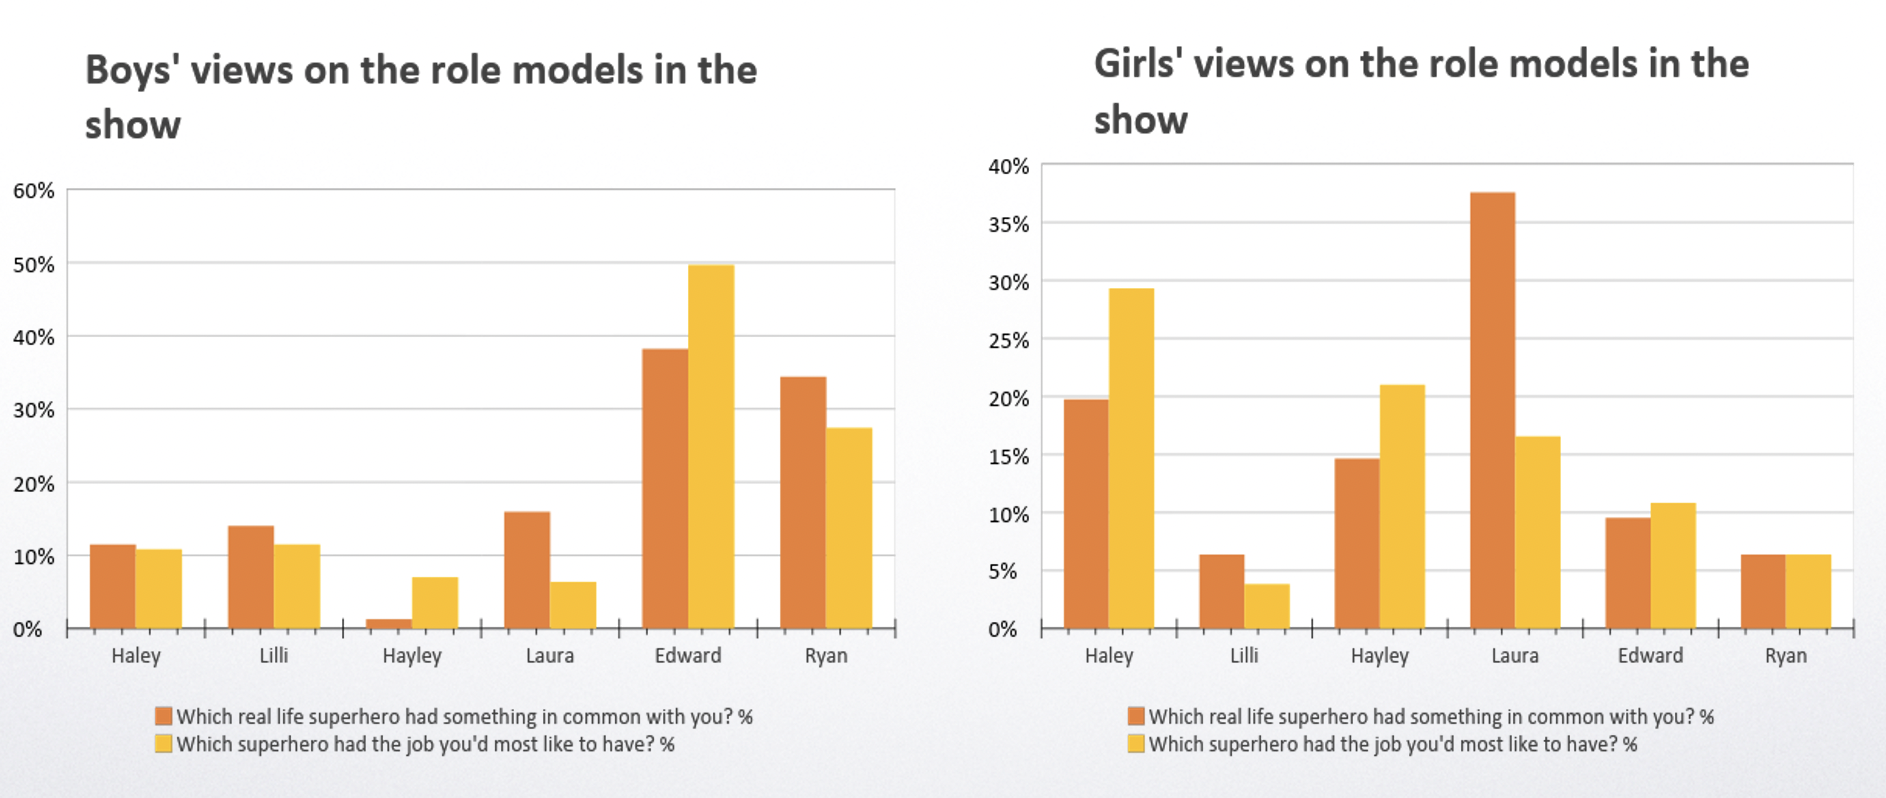 Boys' views on the role models in the
show
60%
50%
40%
30%
20%
10%
0%
Haley Lilli Hayley Laura Edward Ryan
Which real life superhero had something in common with you? %
Which superhero had the job you'd most like to have? %
Girls' views on the role models in the
show
40%
35%
30%
25%
20%
15%
10%
5%
0%
Haley Lilli Hayley Laura Edward Ryan
Which real life superhero had something in common with you? %
Which superhero had the job you'd most like to have? %